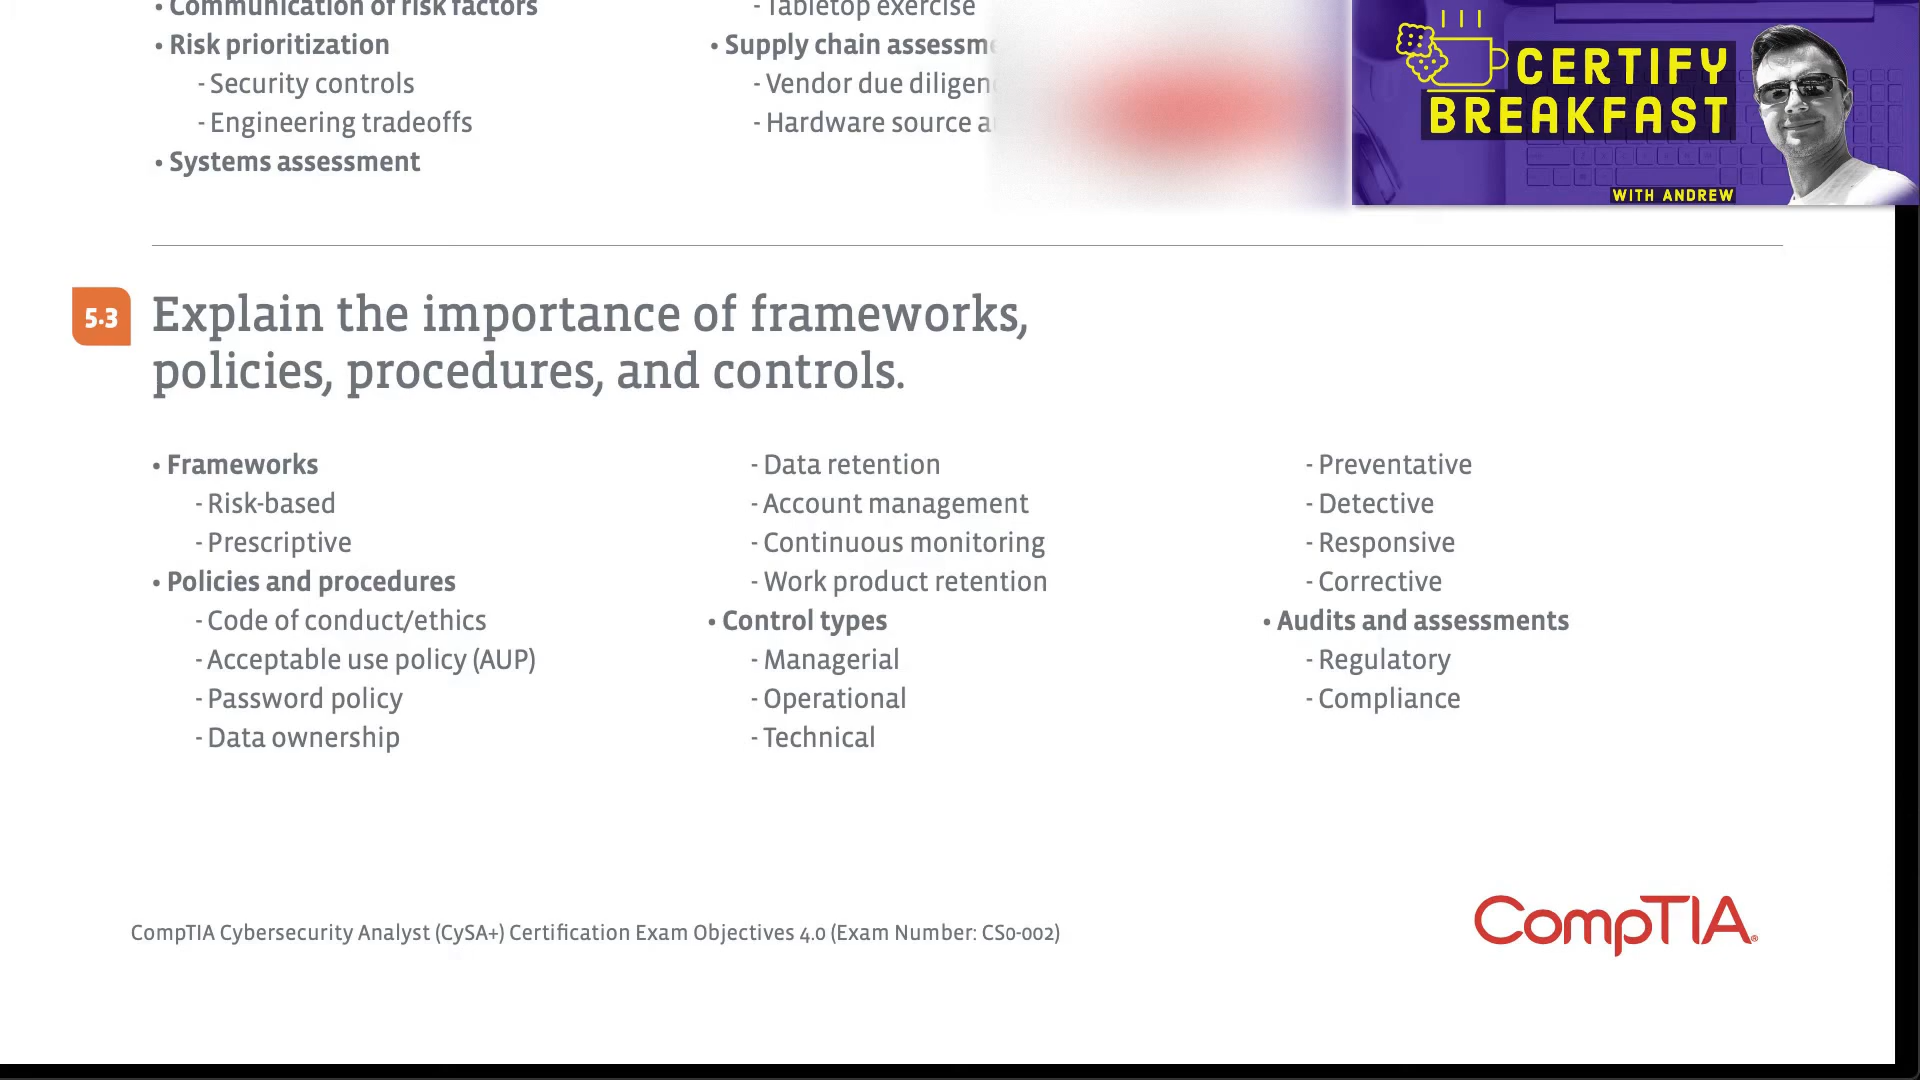 • Communication of risk factors
• Risk prioritization
- Security controls
- Engineering tradeoffs
• Systems assessment
- Tabletop exercise
• Supply chain
- Vendor due
- Hardware source
CERTIFY
BREAKFAST
WITH ANDREW
5.3 Explain the importance of frameworks,
policies, procedures, and controls.
• Frameworks
- Risk-based
- Prescriptive
• Policies and procedures
- Code of conduct/ethics
- Acceptable use policy (AUP)
- Password policy
- Data ownership
- Data retention
- Account management
- Continuous monitoring
- Work product retention
• Control types
- Managerial
- Operational
- Technical
- Preventative
- Detective
- Responsive
- Corrective
• Audits and assessments
- Regulatory
- Compliance
CompTIA Cybersecurity Analyst (CySA+) Certification Exam Objectives 4.0 (Exam Number: CS0-002)
CompTIA®